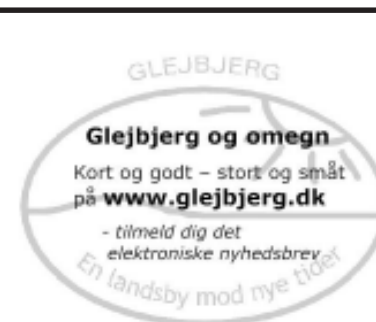 GLEJBJERG
Glejbjerg og omegn
Kort og godt – stort og småt
på www.glejbjerg.dk
- tilmeld dig det
elektroniske nyhedsbrev
En landsby mod nye tider